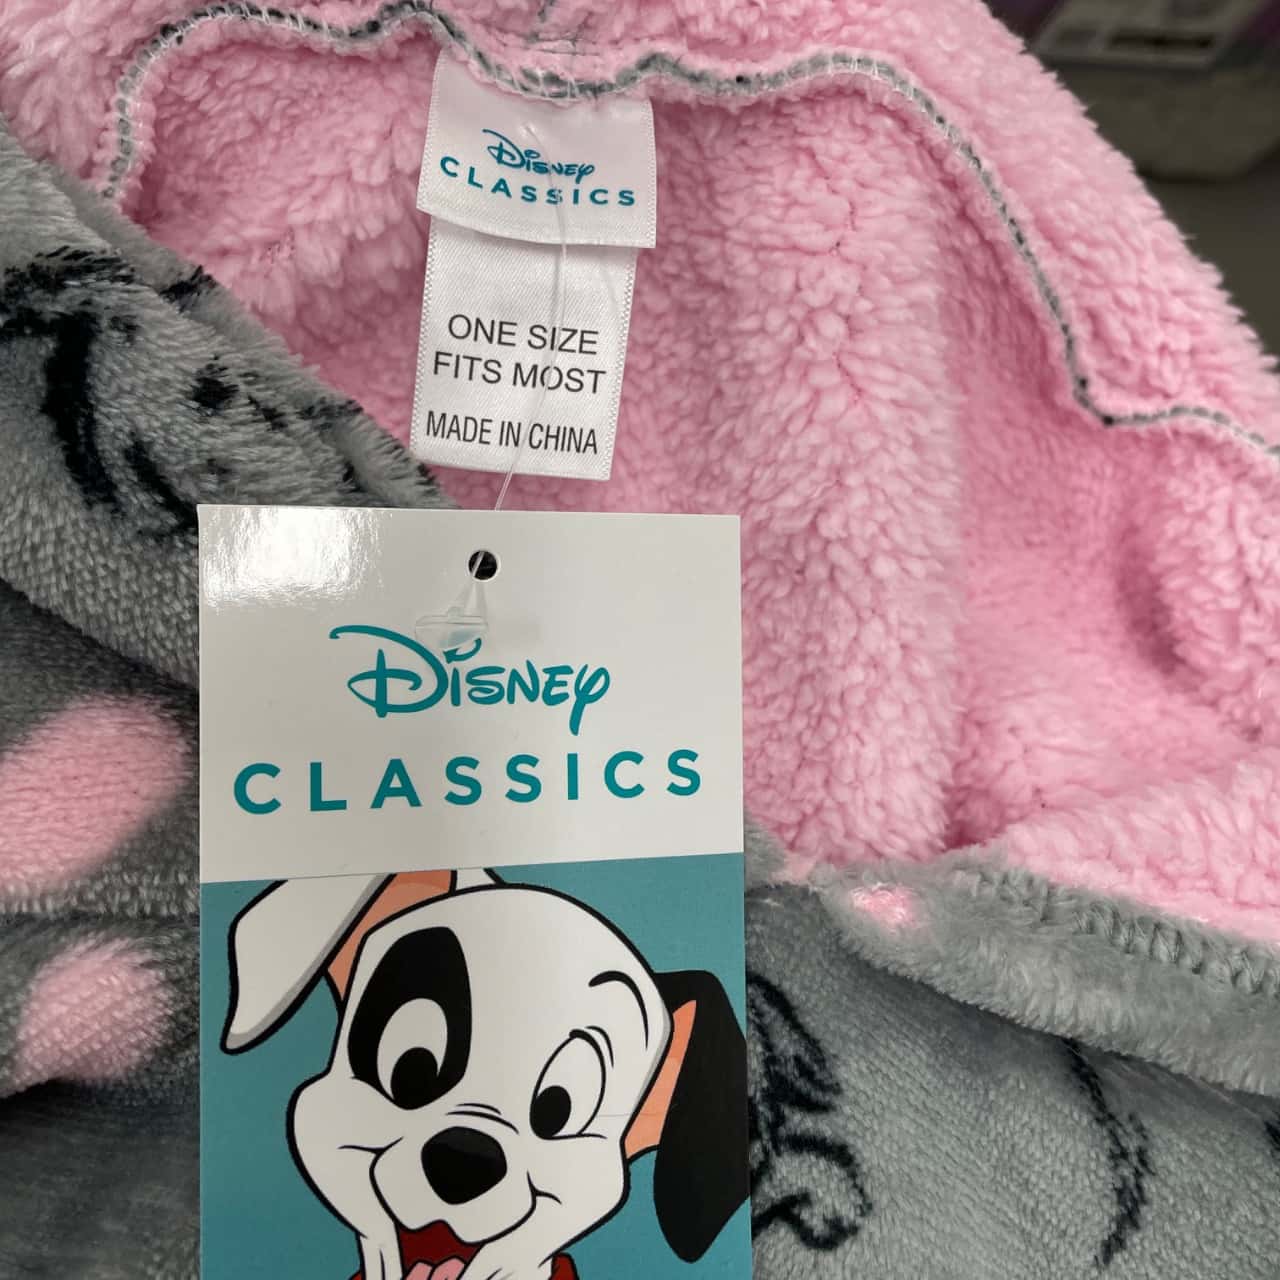 Disney
CLASSICS
ONE SIZE
FITS MOST
MADE IN CHINA
Disney
CLASSICS